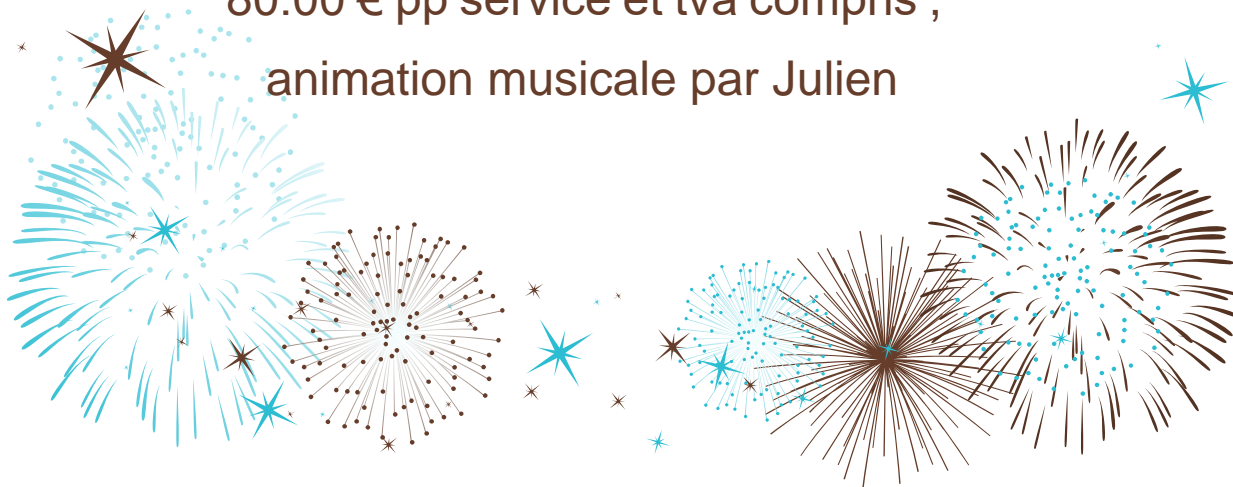 80.00 € pp service et tva compris ,
animation musicale par Julien